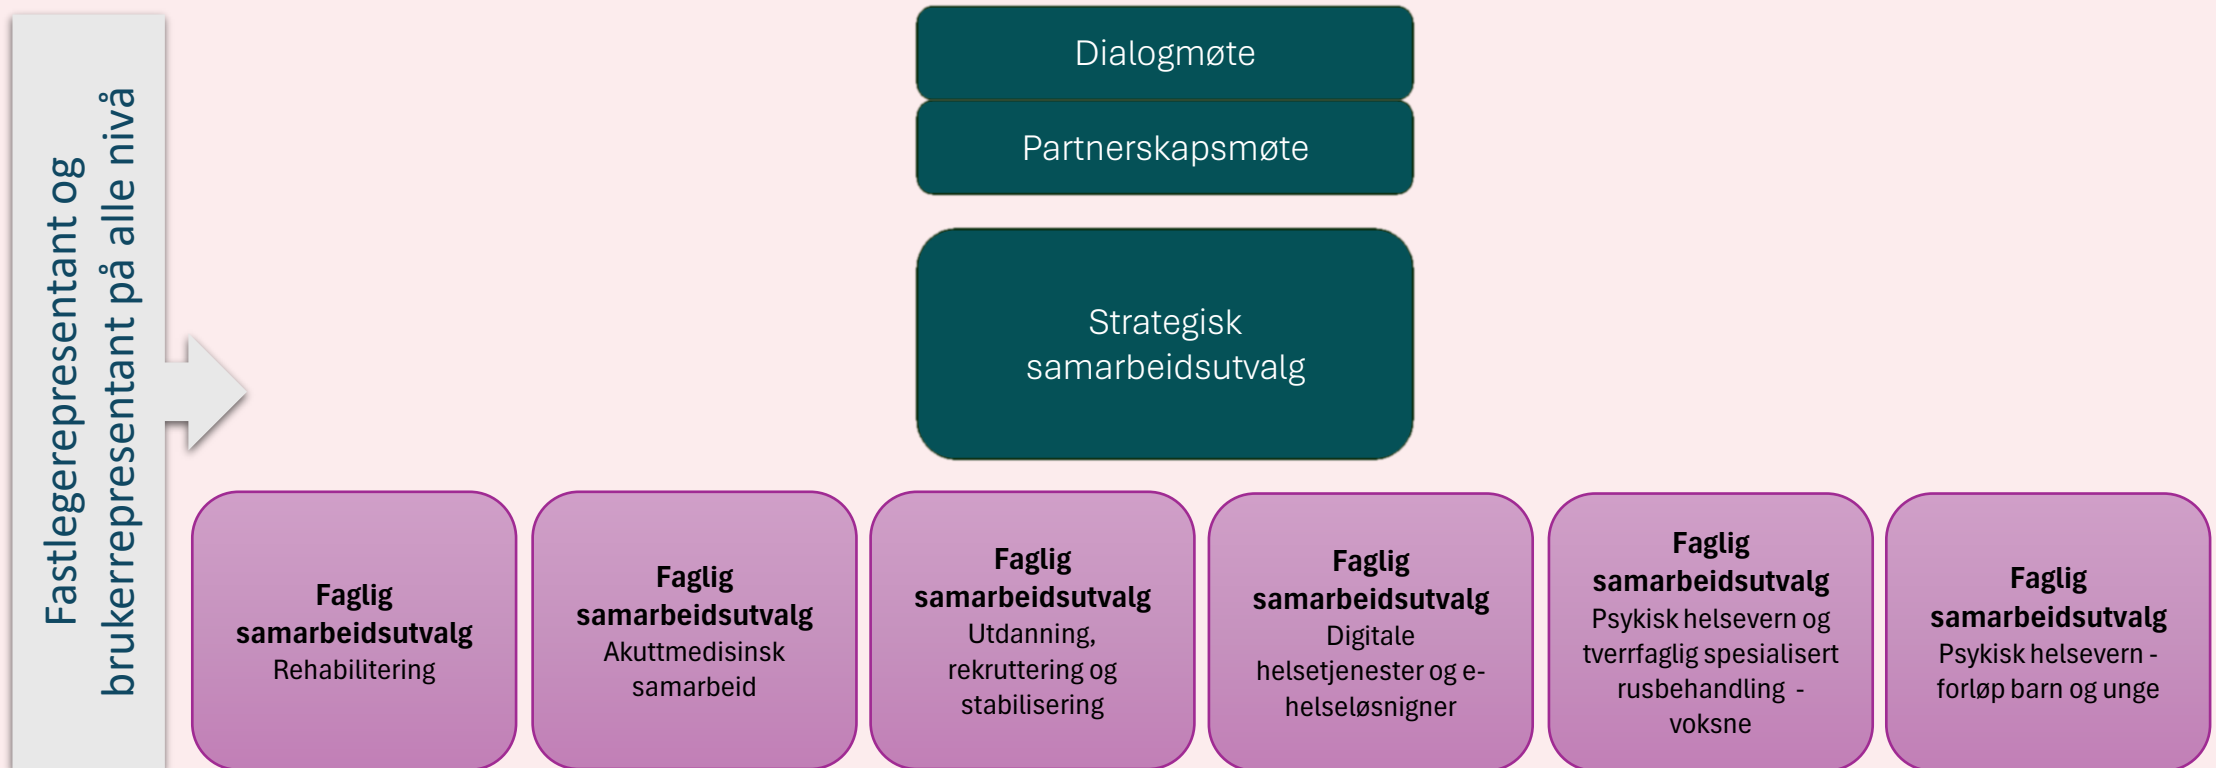 Fastlegerepresentant og
brukerrepresentant på alle nivå
Dialogmøte
Partnerskapsmøte
Strategisk
samarbeidsutvalg
Faglig
samarbeidsutvalg
Rehabilitering
Faglig
samarbeidsutvalg
Akuttmedisinsk
samarbeid
Faglig
samarbeidsutvalg
Utdanning,
rekruttering og
stabilisering
Faglig
samarbeidsutvalg
Digitale
helsetjenester og e-
helseløsnigner
Faglig
samarbeidsutvalg
Psykisk helsevern og
tverrfaglig spesialisert
rusbehandling -
voksne
Faglig
samarbeidsutvalg
Psykisk helsevern -
forløp barn og unge